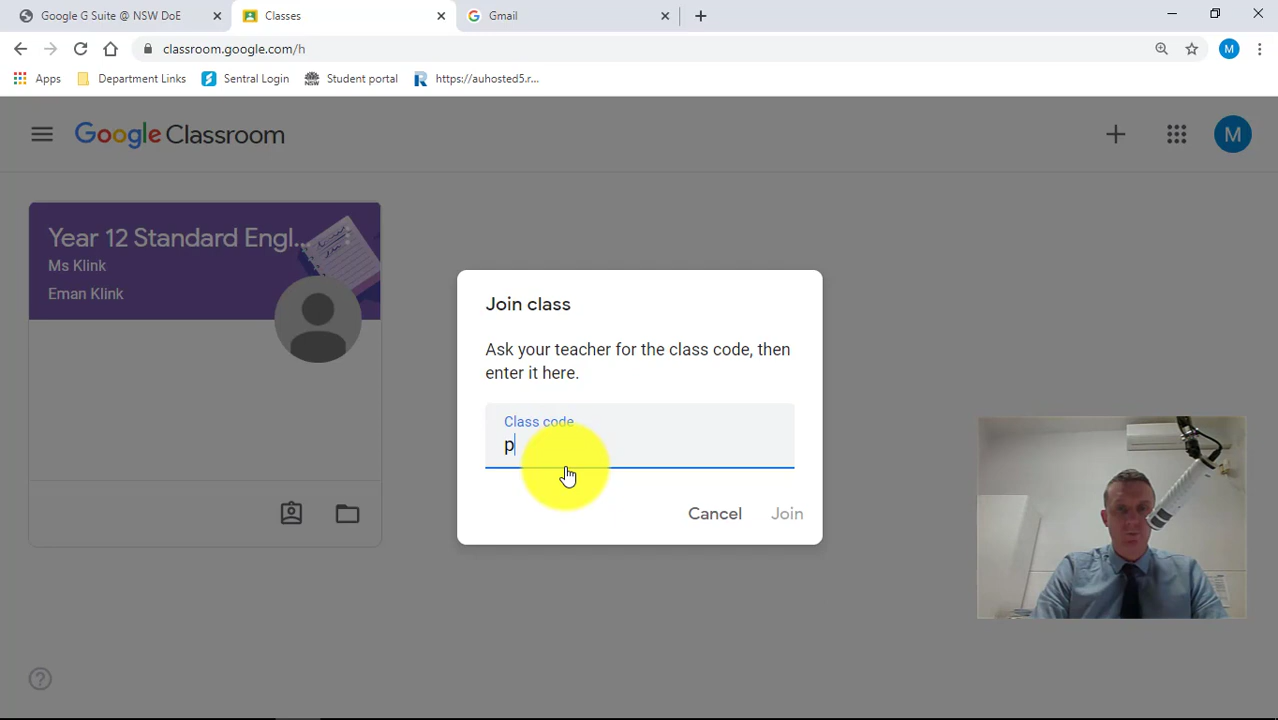 Google G Suite @ NSW DoE
Classes
Gmail
classroom.google.com/h
M
Apps
Department Links
Sentral Login
Student portal
https://auhosted5.r...
Google Classroom
M
Year 12 Standard Engl...
Ms Klink
Eman Klink
Join class
Ask your teacher for the class code, then
enter it here.
Class code
p
Cancel
Join